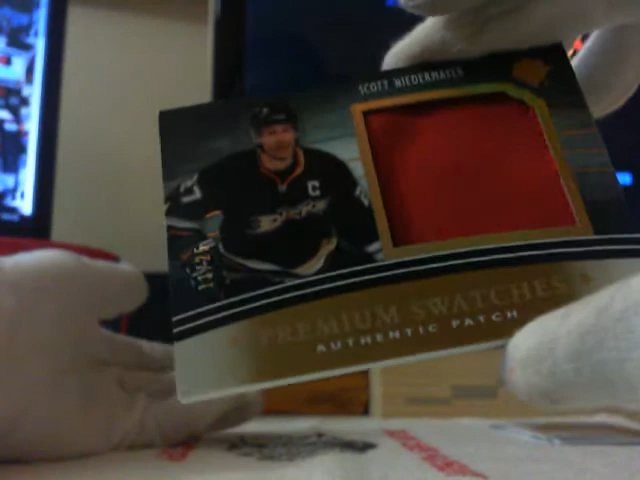 SCOTT NIEDERMAYER
C
PREMIUM SWATCHES
AUTHENTIC PATCH